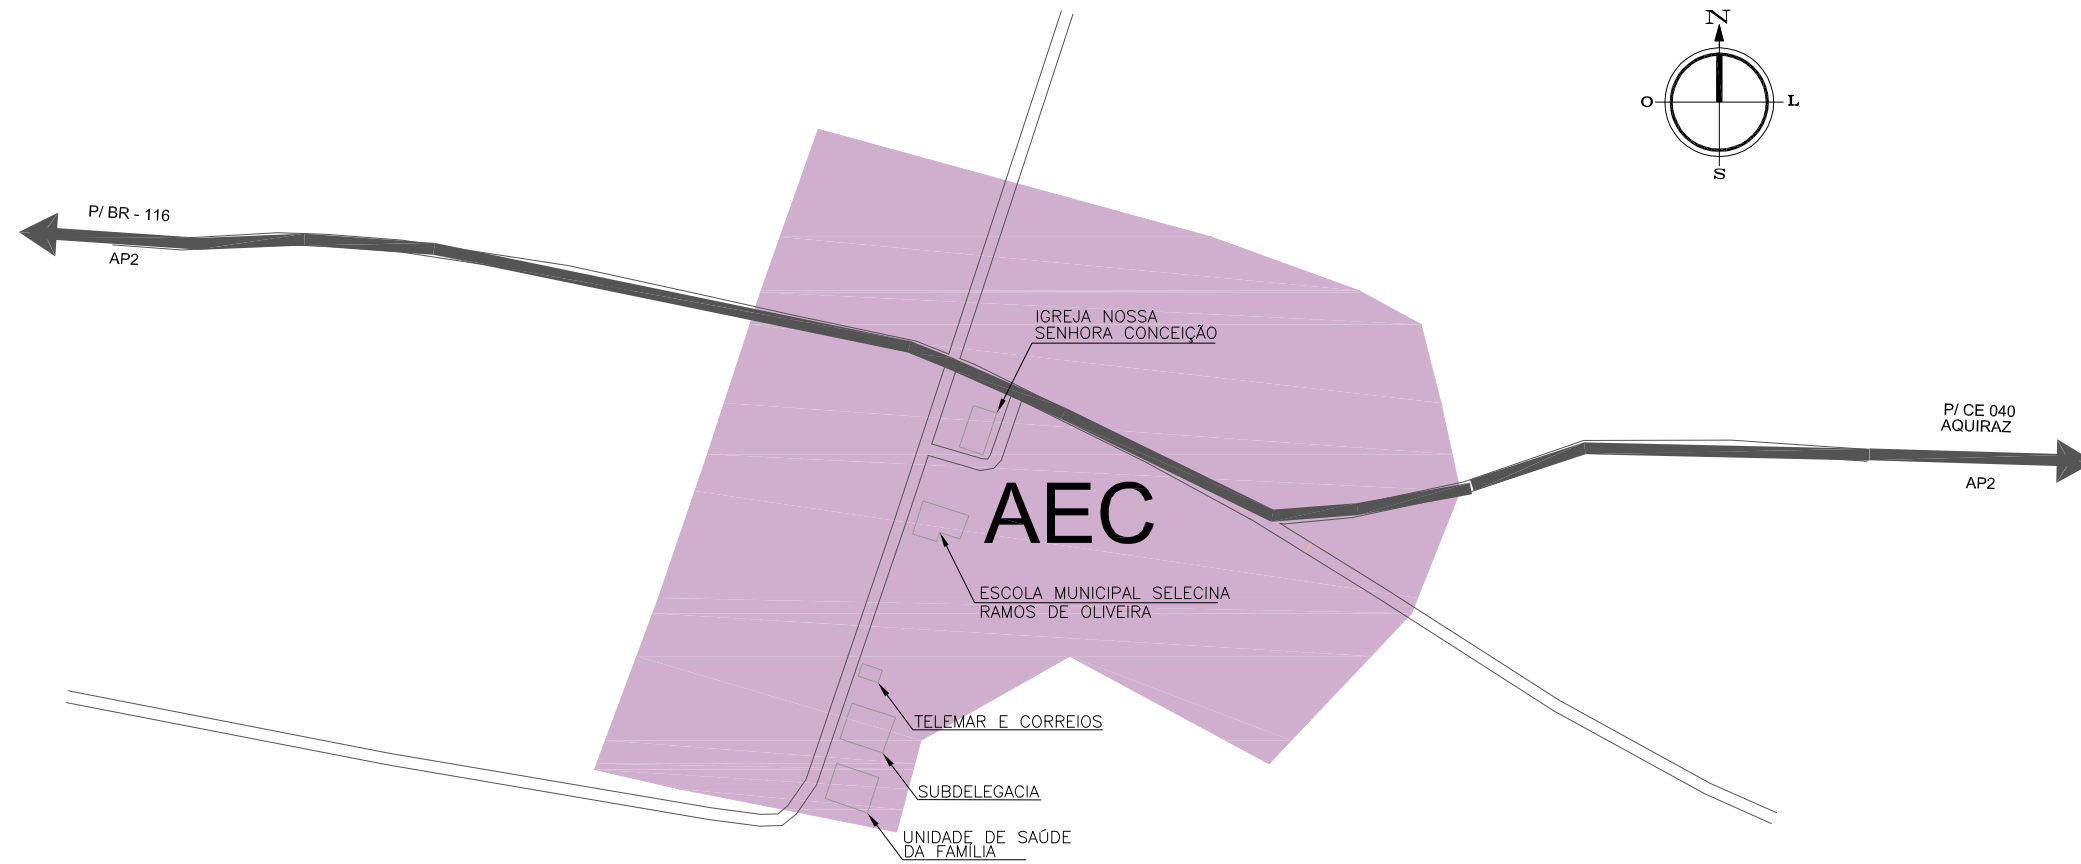 N
O
L
S
P/ BR - 116
AP2
IGREJA NOSSA
SENHORA CONCEIÇÃO
P/ CE 040
AQUIRAZ
AP2
AEC
ESCOLA MUNICIPAL SELECINA
RAMOS DE OLIVEIRA
TELEMAR E CORREIOS
SUBDELEGACIA
UNIDADE DE SAÚDE
DA FAMÍLIA